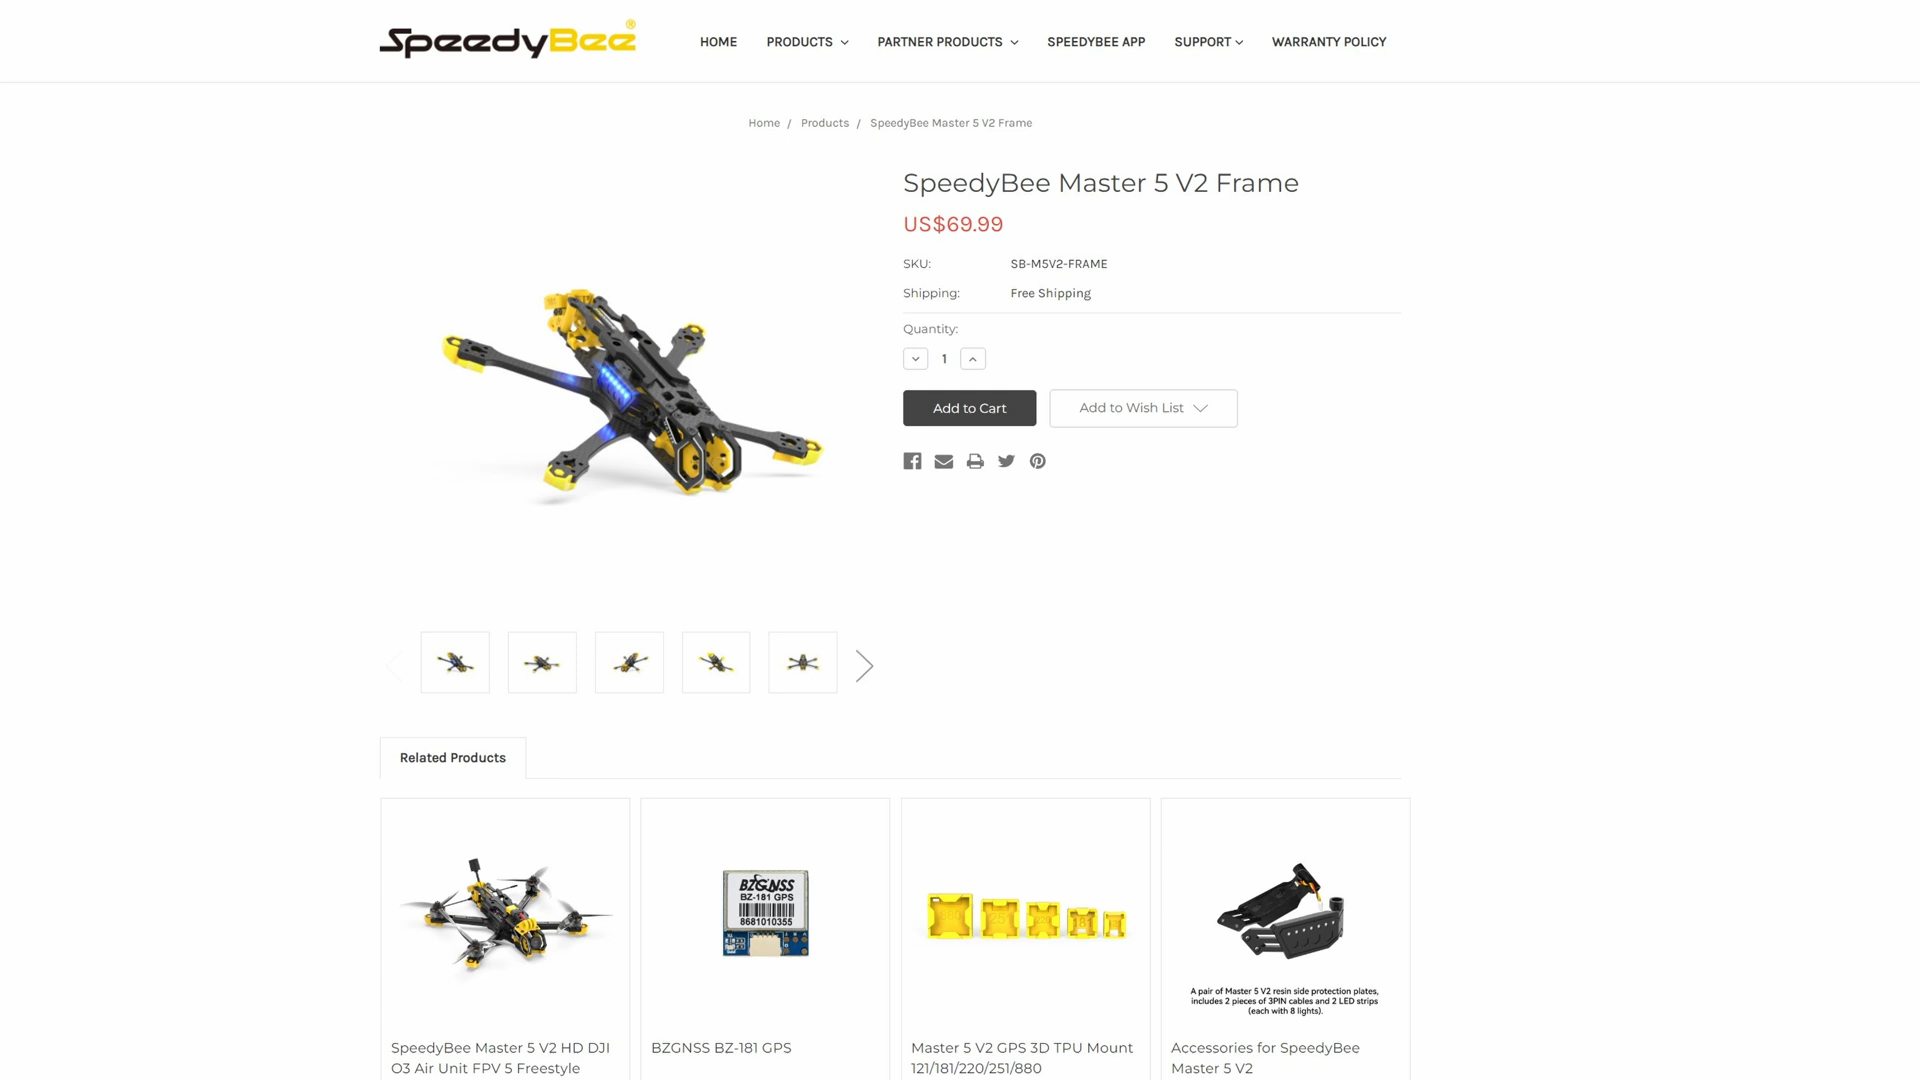 SpeedyBee®
HOME
PRODUCTS
PARTNER PRODUCTS
SPEEDYBEE APP
SUPPORT
WARRANTY POLICY
Home / Products / SpeedyBee Master 5 V2 Frame
SpeedyBee Master 5 V2 Frame
US$69.99
SKU: SB-M5V2-FRAME
Shipping: Free Shipping
Quantity:
1
Add to Cart
Add to Wish List
Related Products
BZGNSS
BZ-181 GPS
8681010355
181
A pair of Master 5 V2 resin side protection plates,
includes 2 pieces of 3PIN cables and 2 LED strips
(each with 8 lights).
SpeedyBee Master 5 V2 HD DJI
O3 Air Unit FPV 5 Freestyle
BZGNSS BZ-181 GPS
Master 5 V2 GPS 3D TPU Mount
121/181/220/251/880
Accessories for SpeedyBee
Master 5 V2